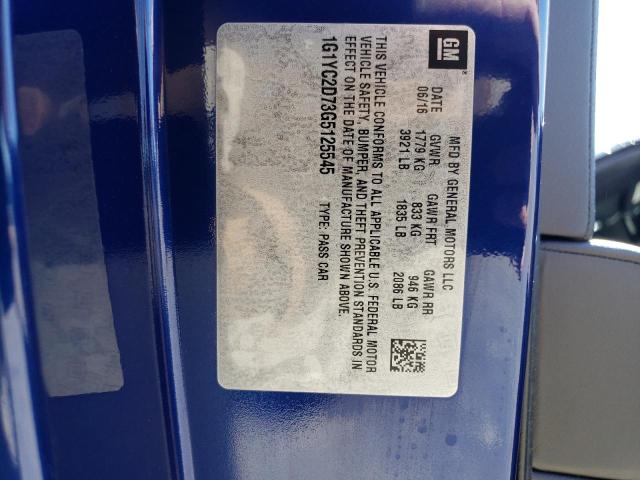 GM
MFD BY GENERAL MOTORS LLC
DATE GVWR GAWR FRT GAWR RR
06/16 1779 KG 833 KG 946 KG
3921 LB 1835 LB 2086 LB
THIS VEHICLE CONFORMS TO ALL APPLICABLE U.S. FEDERAL MOTOR
VEHICLE SAFETY, BUMPER, AND THEFT PREVENTION STANDARDS IN
EFFECT ON THE DATE OF MANUFACTURE SHOWN ABOVE.
1G1YC2D73G5125545 TYPE: PASS CAR